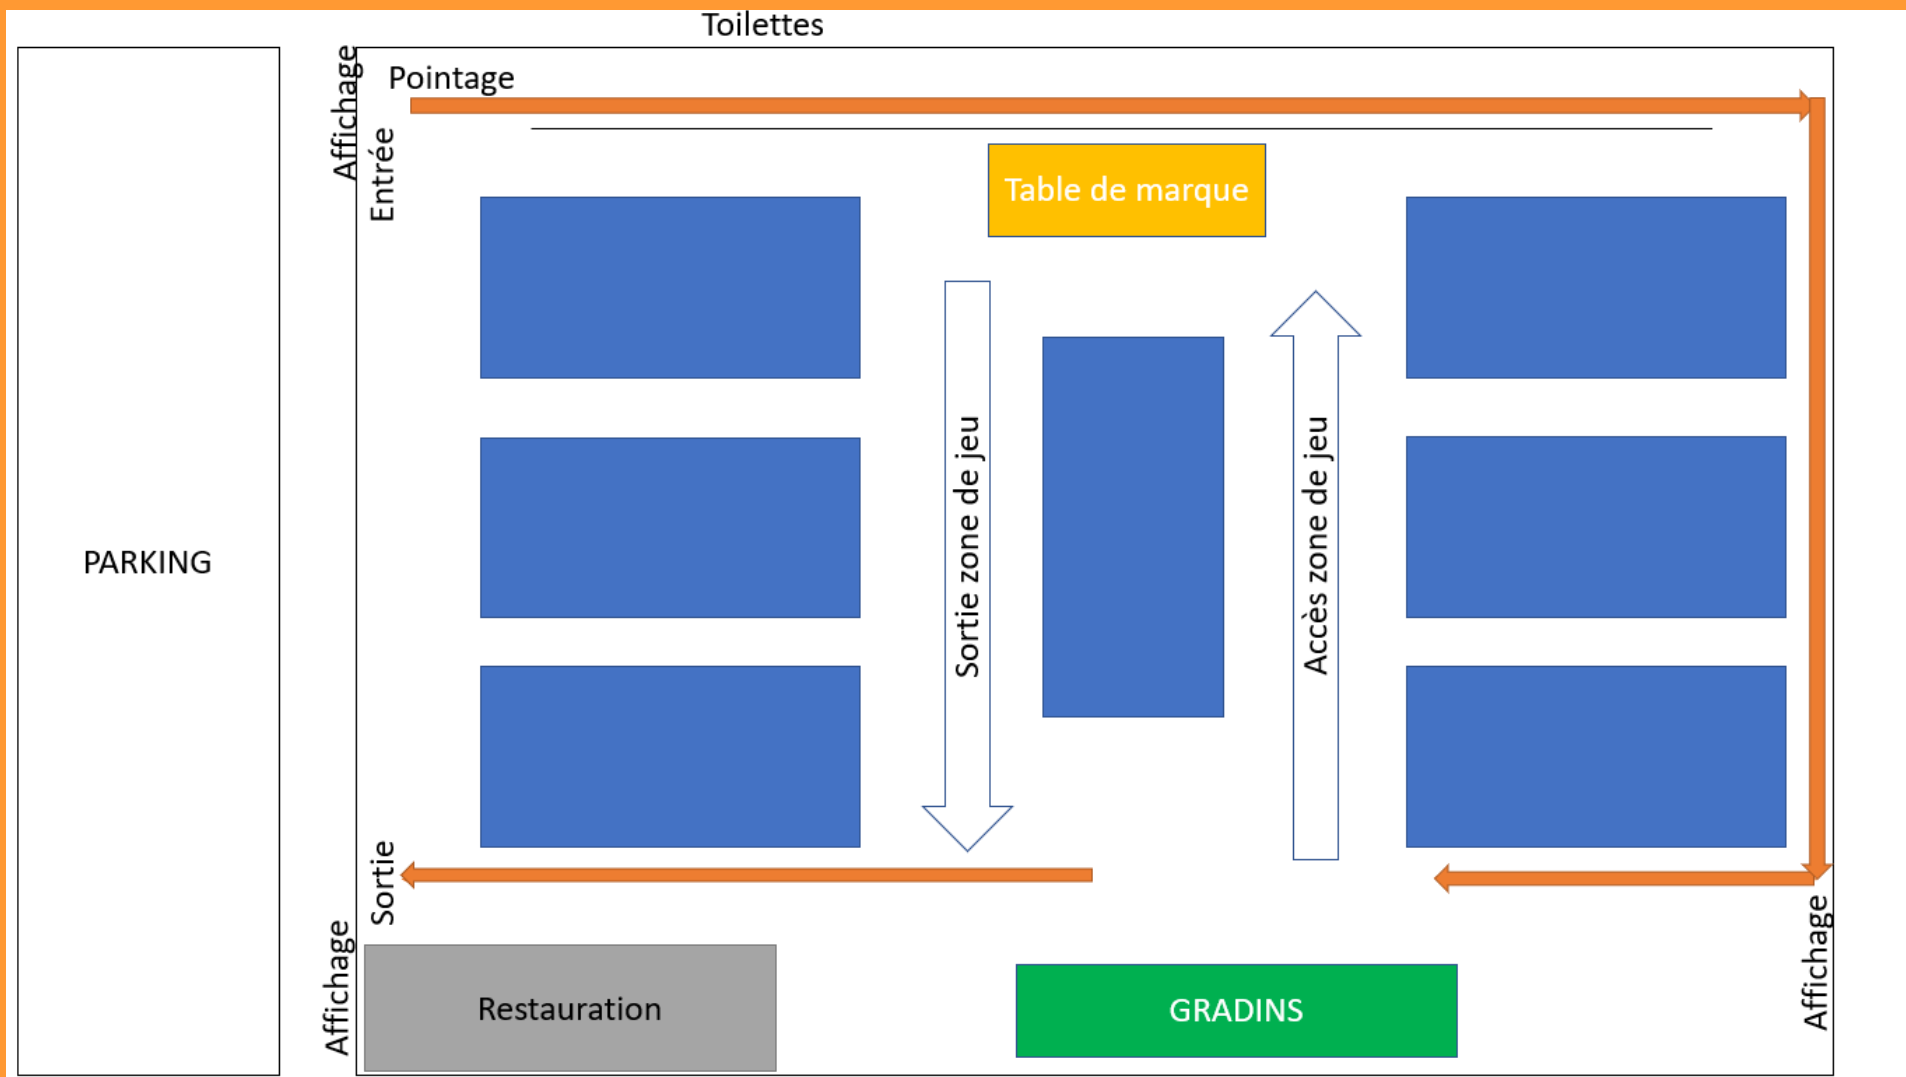 Toilettes
Affichage
Pointage
Entrée
Table de marque
PARKING
Sortie zone de jeu
Accès zone de jeu
Sortie
Affichage
Restauration
GRADINS
Affichage